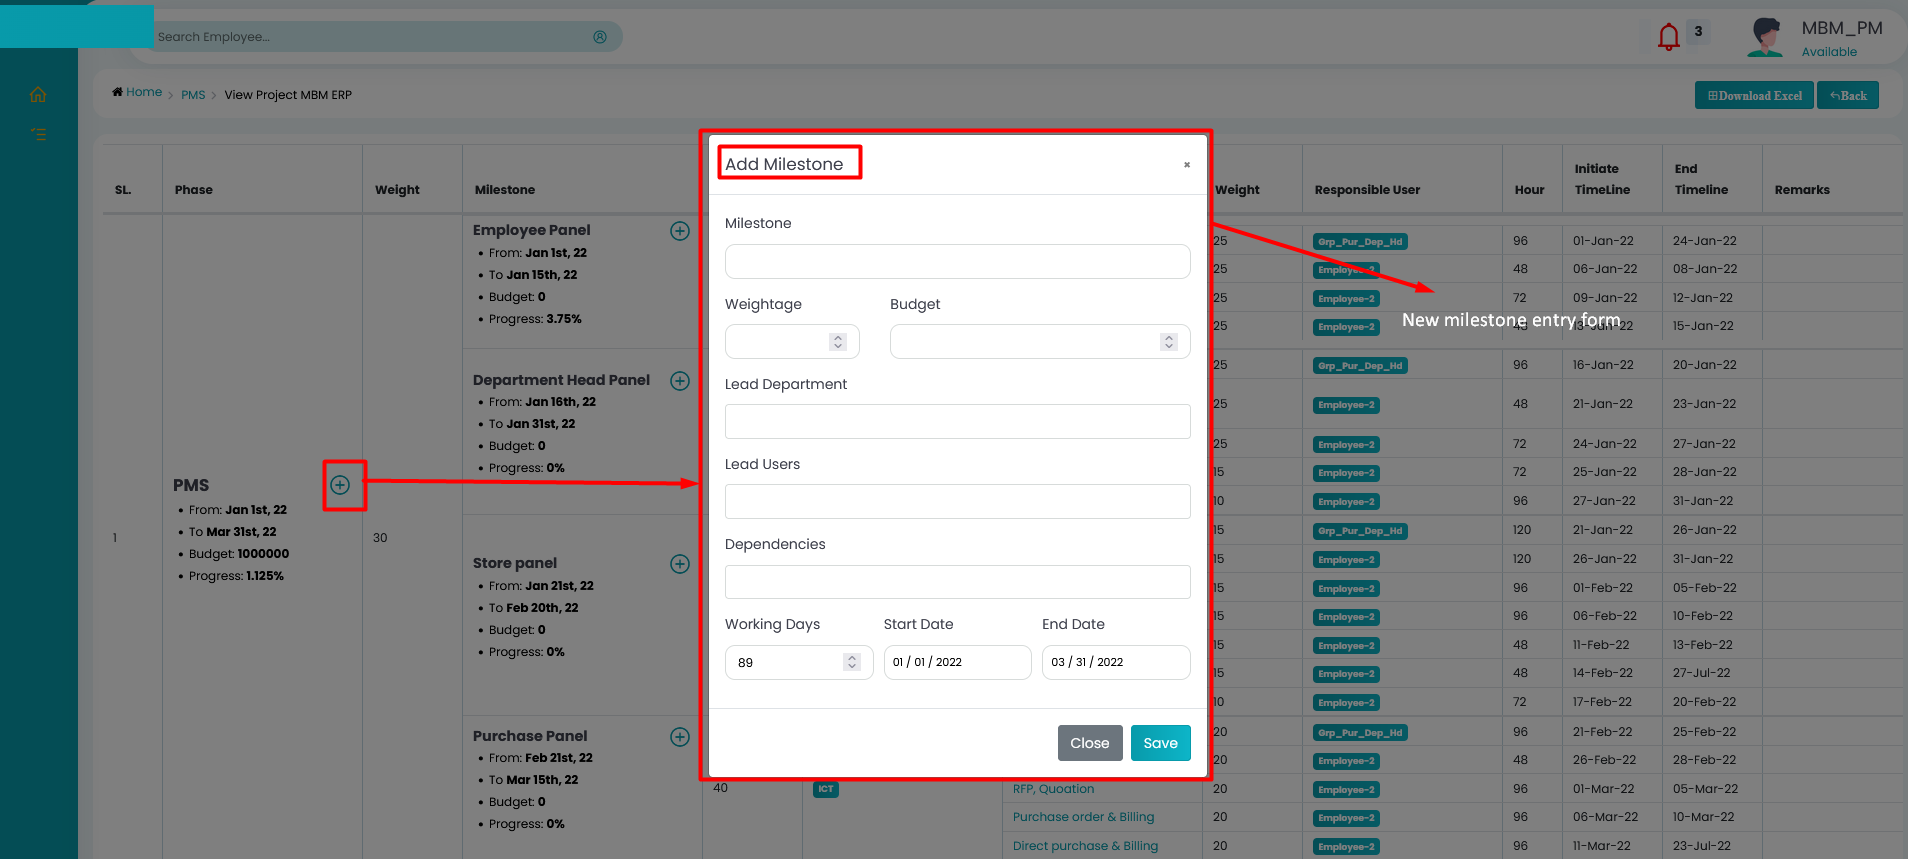 Search Employee...
3
MBM_PM
Available
Home > PMS > View Project MBM ERP
Download Excel
Back
SL.
Phase
Weight
Milestone
Weight
Responsible User
Hour
Initiate TimeLine
End Timeline
Remarks
1
PMS
From: Jan 1st, 22
To Mar 31st, 22
Budget: 1000000
Progress: 1.125%
30
Employee Panel
From: Jan 1st, 22
To Jan 15th, 22
Budget: 0
Progress: 3.75%
Department Head Panel
From: Jan 16th, 22
To Jan 31st, 22
Budget: 0
Progress: 0%
Store panel
From: Jan 21st, 22
To Feb 20th, 22
Budget: 0
Progress: 0%
Purchase Panel
From: Feb 21st, 22
To Mar 15th, 22
Budget: 0
Progress: 0%
40
ICT
RFP, Quoation
Purchase order & Billing
Direct purchase & Billing
Add Milestone
×
Milestone
Weightage
Budget
Lead Department
Lead Users
Dependencies
Working Days
Start Date
End Date
89
01 / 01 / 2022
03 / 31 / 2022
Close
Save
New milestone entry form
25 Grp_Pur_Dep_Hd 96 01-Jan-22 24-Jan-22
25 Employee-2 48 06-Jan-22 08-Jan-22
25 Employee-2 72 09-Jan-22 12-Jan-22
25 Employee-2 15-Jan-22
25 Grp_Pur_Dep_Hd 96 16-Jan-22 20-Jan-22
25 Employee-2 48 21-Jan-22 23-Jan-22
25 Employee-2 72 24-Jan-22 27-Jan-22
15 Employee-2 72 25-Jan-22 28-Jan-22
10 Employee-2 96 27-Jan-22 31-Jan-22
15 Grp_Pur_Dep_Hd 120 21-Jan-22 26-Jan-22
15 Employee-2 120 26-Jan-22 31-Jan-22
15 Employee-2 96 01-Feb-22 05-Feb-22
15 Employee-2 96 06-Feb-22 10-Feb-22
15 Employee-2 48 11-Feb-22 13-Feb-22
15 Employee-2 48 14-Feb-22 27-Jul-22
10 Employee-2 72 17-Feb-22 20-Feb-22
20 Grp_Pur_Dep_Hd 96 21-Feb-22 25-Feb-22
20 Employee-2 48 26-Feb-22 28-Feb-22
20 Employee-2 96 01-Mar-22 05-Mar-22
20 Employee-2 96 06-Mar-22 10-Mar-22
20 Employee-2 96 11-Mar-22 23-Jul-22